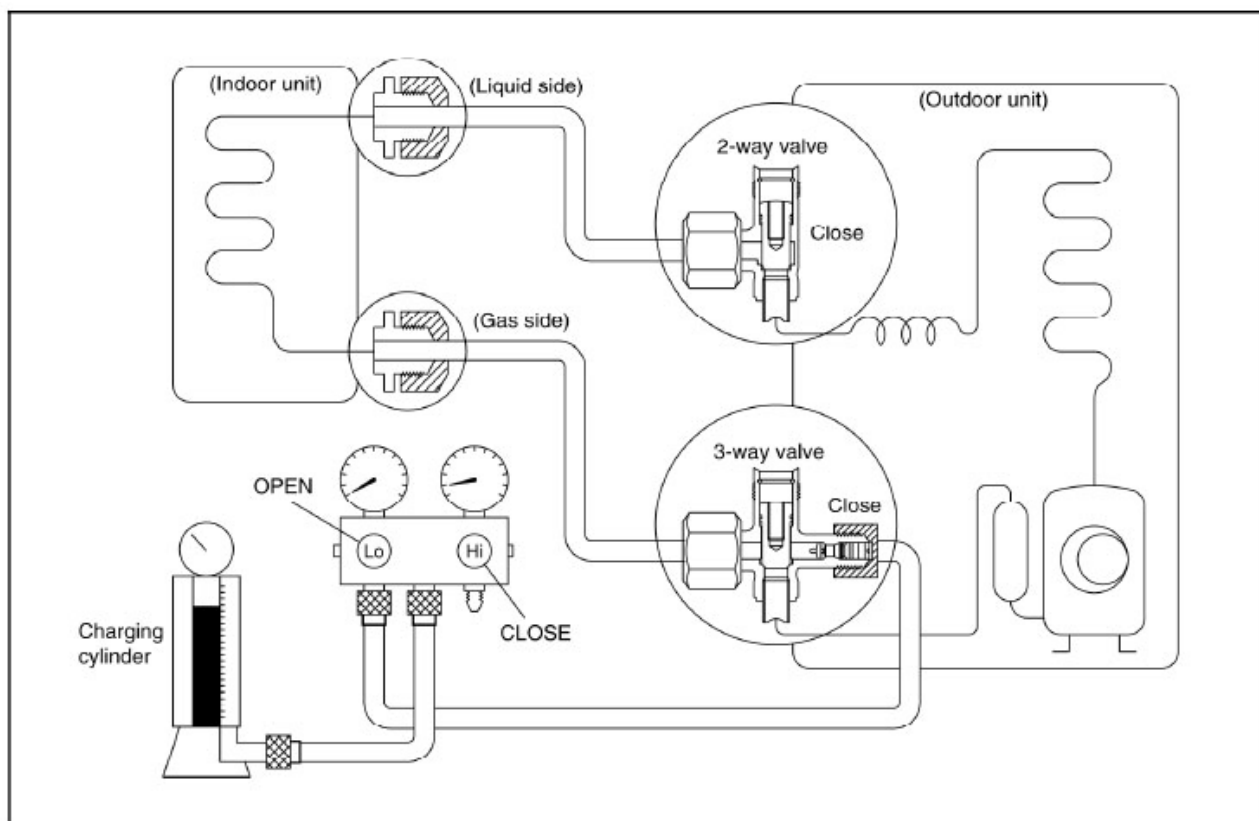 (Indoor unit)
(Liquid side)
(Outdoor unit)
2-way valve
Close
(Gas side)
3-way valve
Close
OPEN
Lo
Hi
CLOSE
Charging
cylinder